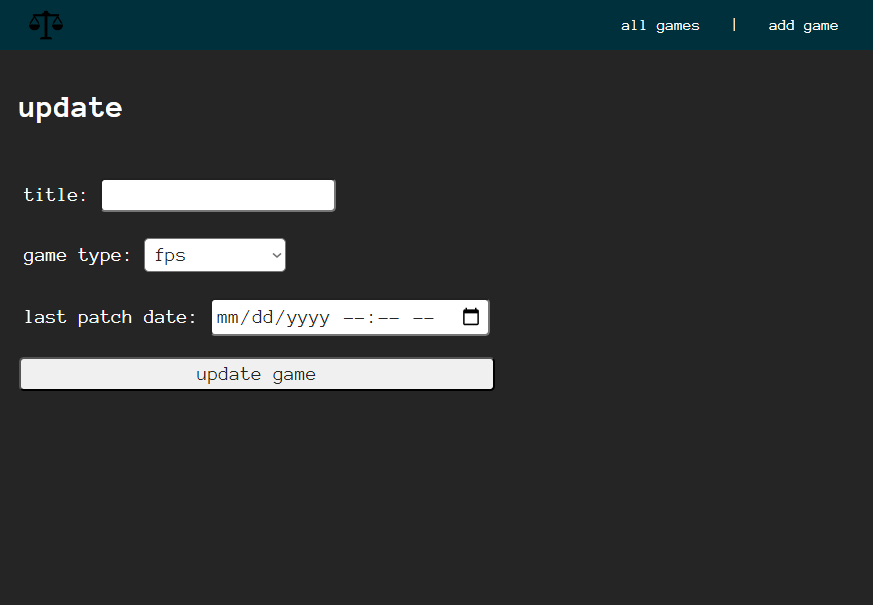 all games | add game
update
title:
game type: fps
last patch date: mm/dd/yyyy --:-- --
update game